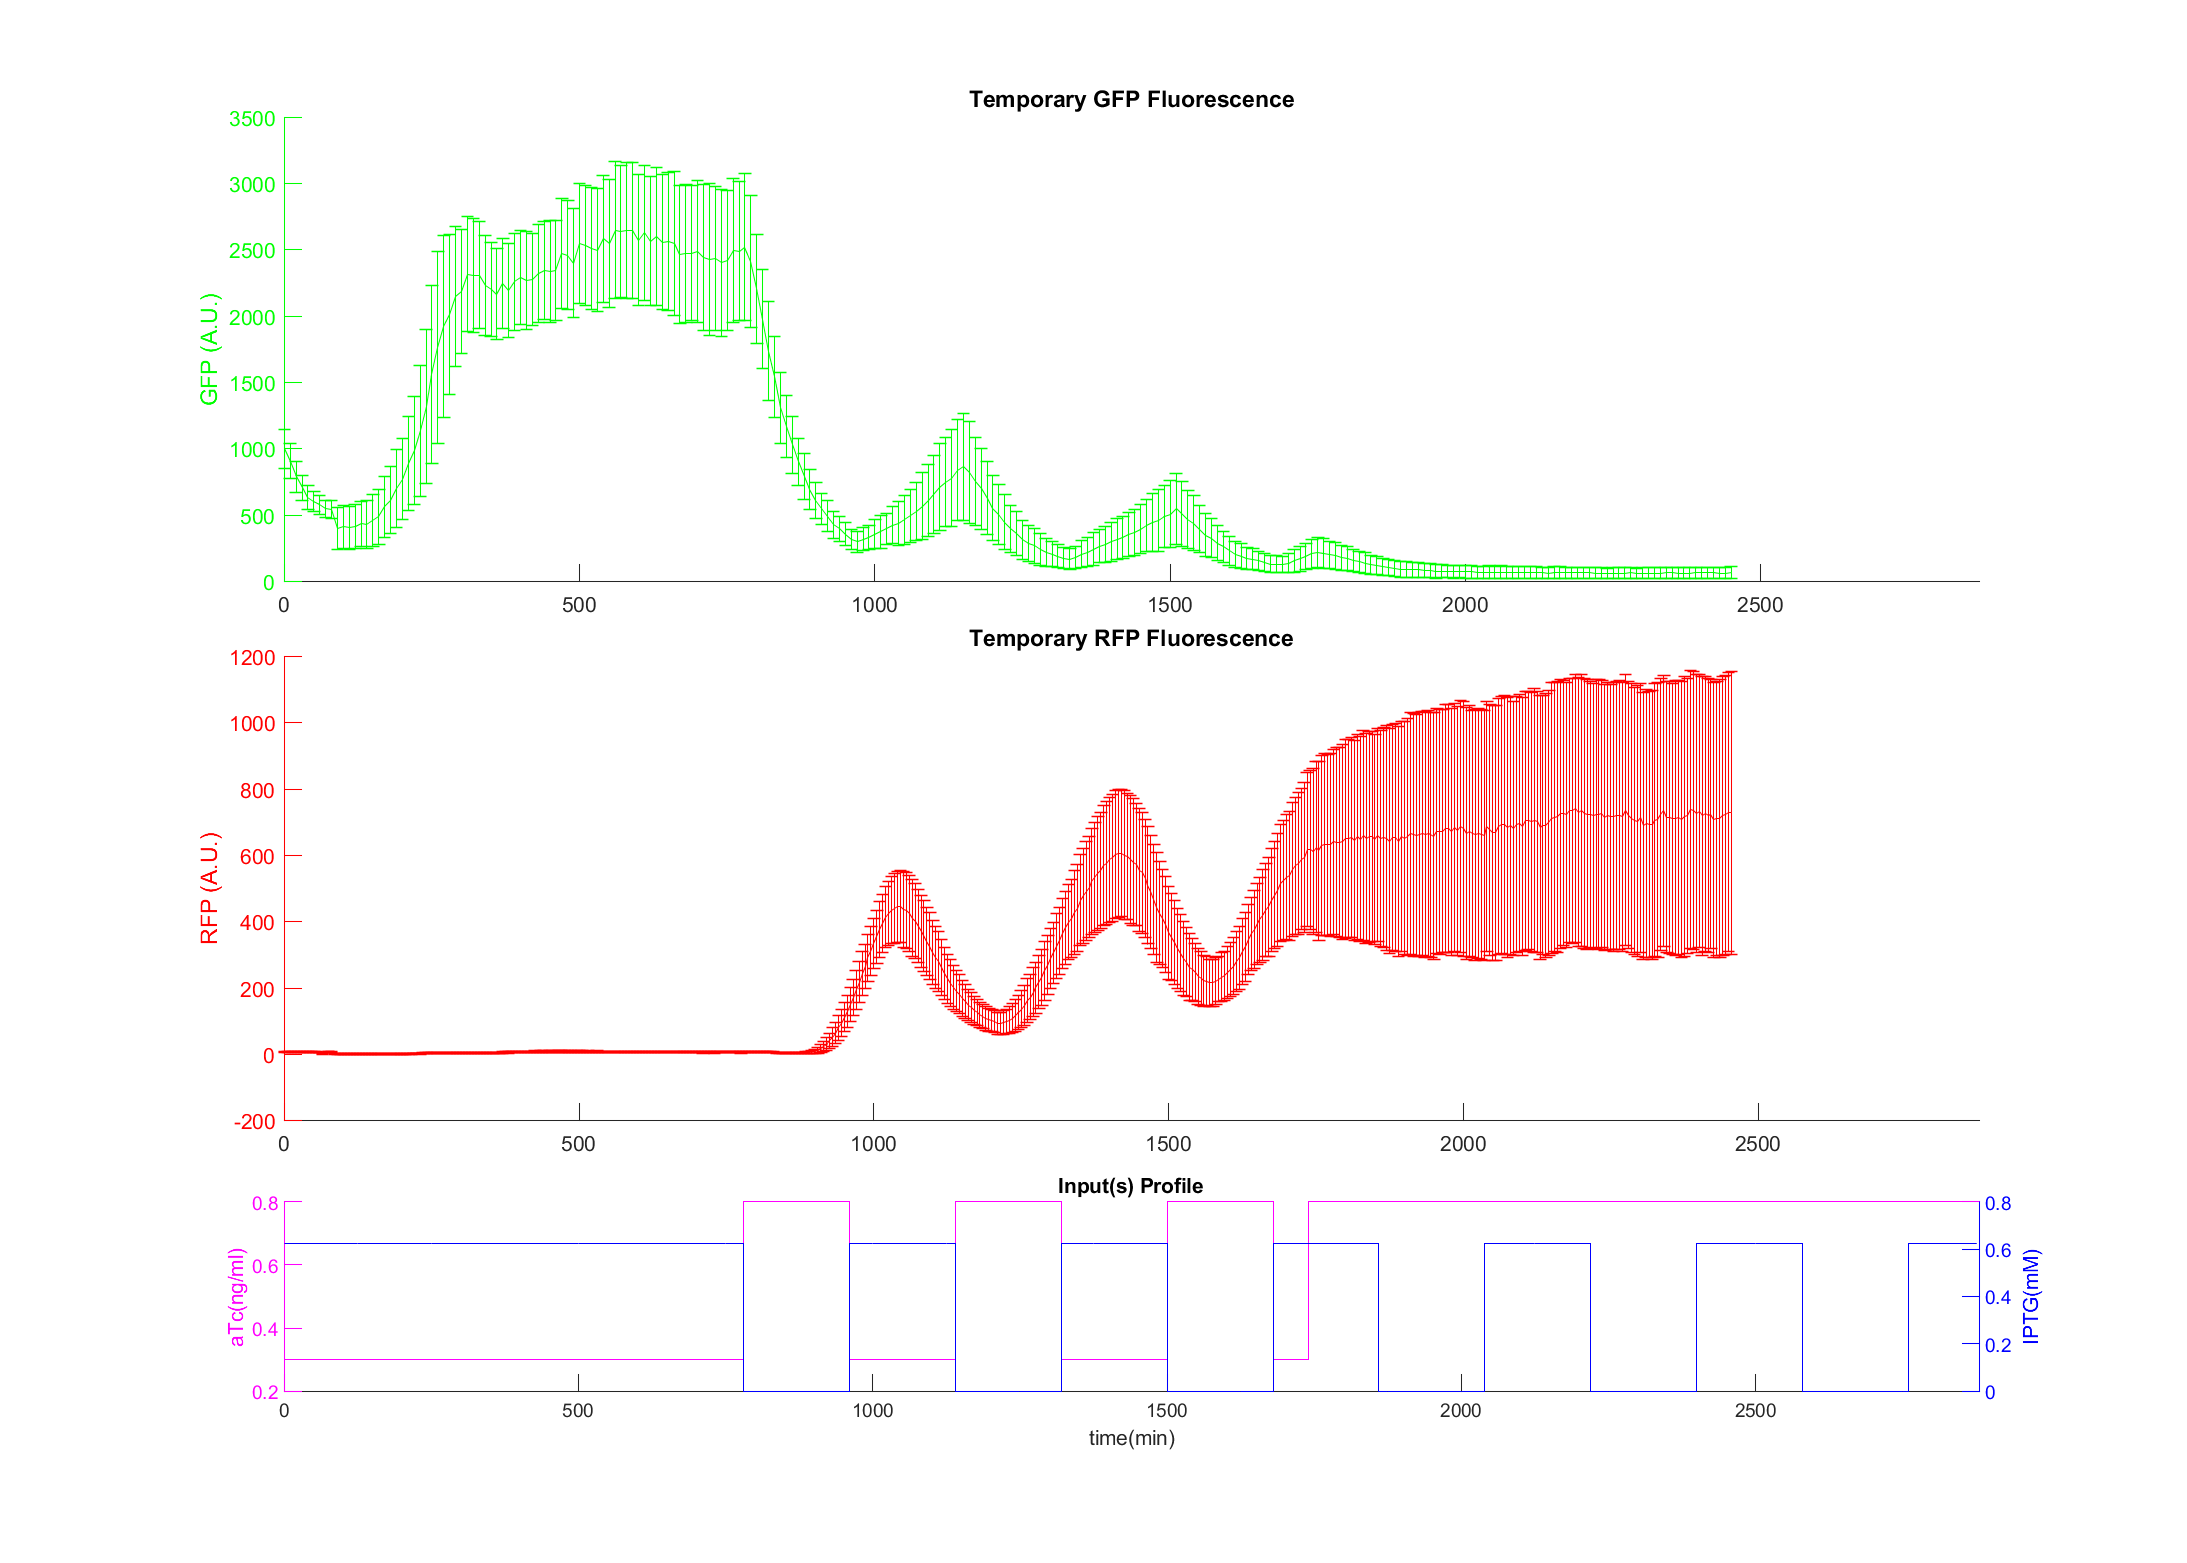 Temporary GFP Fluorescence
3500
3000
2500
2000
1500
1000
500
0
GFP (A.U.)
0 500 1000 1500 2000 2500
Temporary RFP Fluorescence
1200
1000
800
600
400
200
0
-200
RFP (A.U.)
0 500 1000 1500 2000 2500
Input(s) Profile
0.8
0.6
0.4
0.2
aTc(ng/ml)
0.8
0.6
0.4
0.2
0
IPTG(mM)
0 500 1000 1500 2000 2500
time(min)